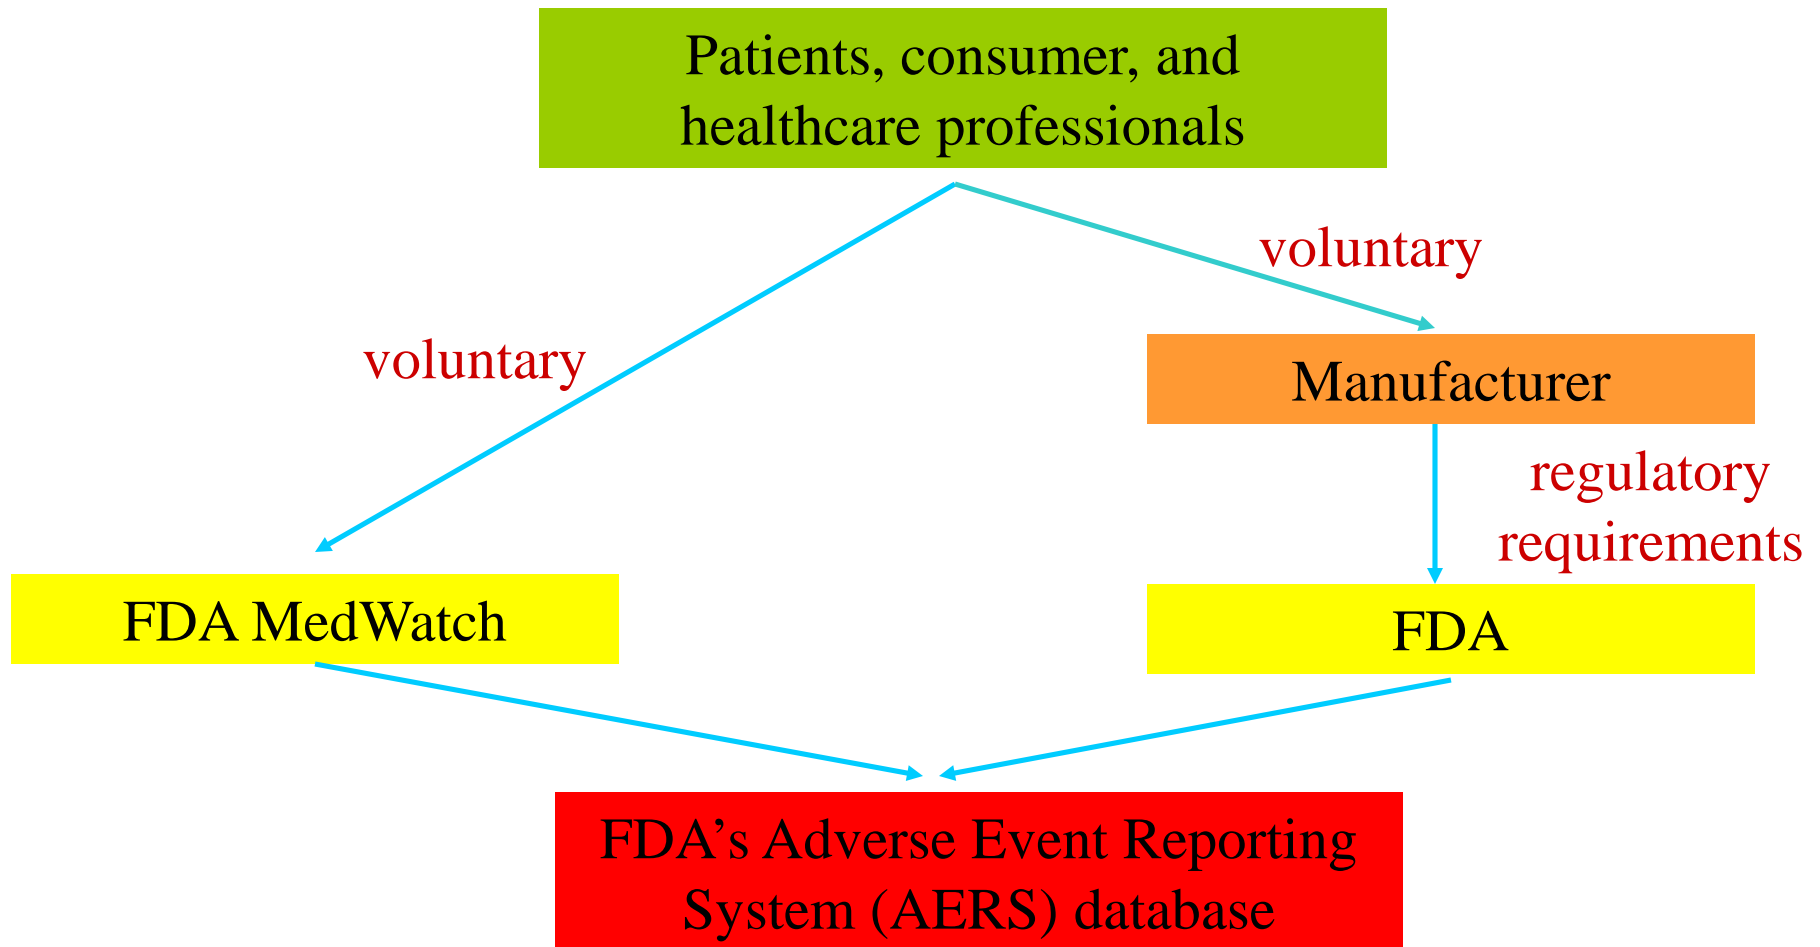 Patients, consumer, and
healthcare professionals
voluntary
voluntary
Manufacturer
regulatory
requirements
FDA MedWatch
FDA
FDA’s Adverse Event Reporting
System (AERS) database